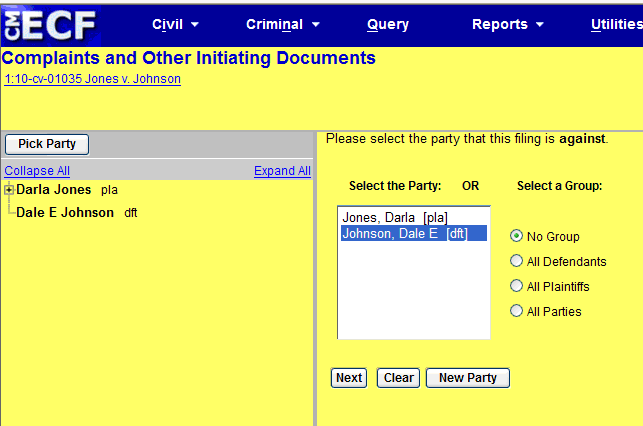 CM ECF Civil Criminal Query Reports Utilities
Complaints and Other Initiating Documents
1:10-cv-01035 Jones v. Johnson
Pick Party
Collapse All Expand All
Darla Jones pla
Dale E Johnson dft
Please select the party that this filing is against.
Select the Party: OR Select a Group:
Jones, Darla [pla]
Johnson, Dale E [dft]
No Group
All Defendants
All Plaintiffs
All Parties
Next Clear New Party